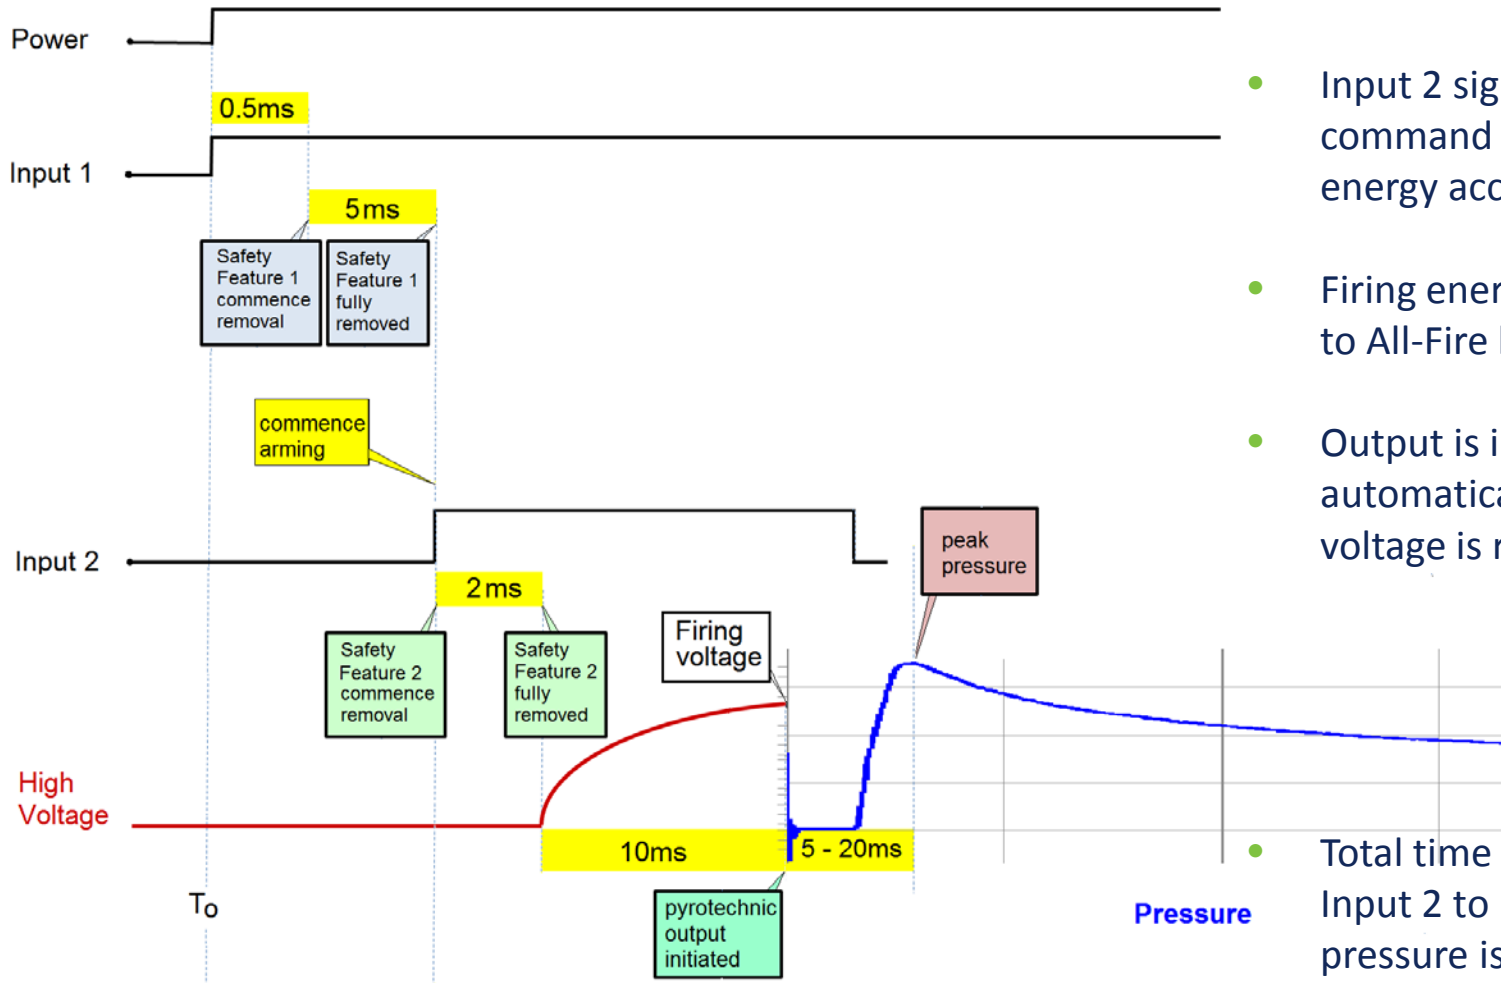 Power
0.5ms
Input 1
5ms
Safety
Feature 1
commence
removal
Safety
Feature 1
fully
removed
commence
arming
Input 2
2ms
Safety
Feature 2
commence
removal
Safety
Feature 2
fully
removed
Firing
voltage
peak
pressure
High
Voltage
10ms
5 - 20ms
To
pyrotechnic
output
initiated
Pressure
• Input 2 sig
command
energy acc
• Firing ener
to All-Fire
• Output is i
automatica
voltage is r
• Total time
Input 2 to
pressure is